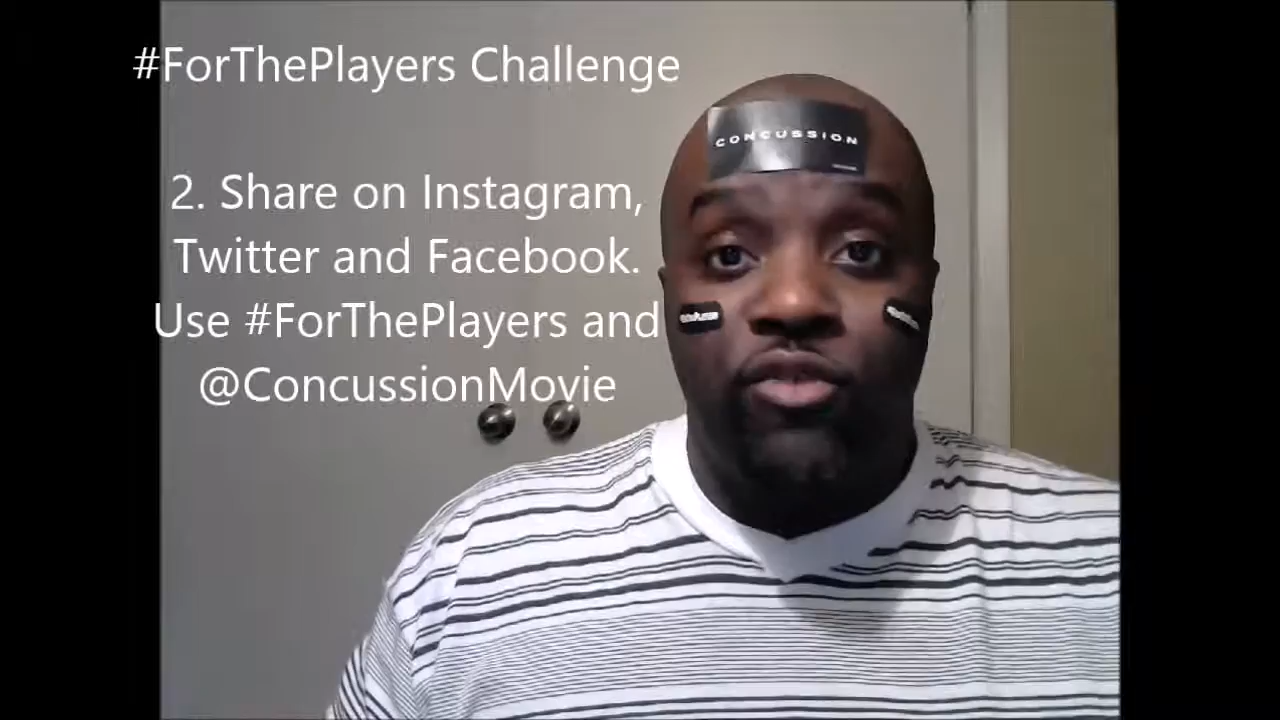 #ForThePlayers Challenge
2. Share on Instagram,
Twitter and Facebook.
Use #ForThePlayers and
@ConcussionMovie
CONCUSSION